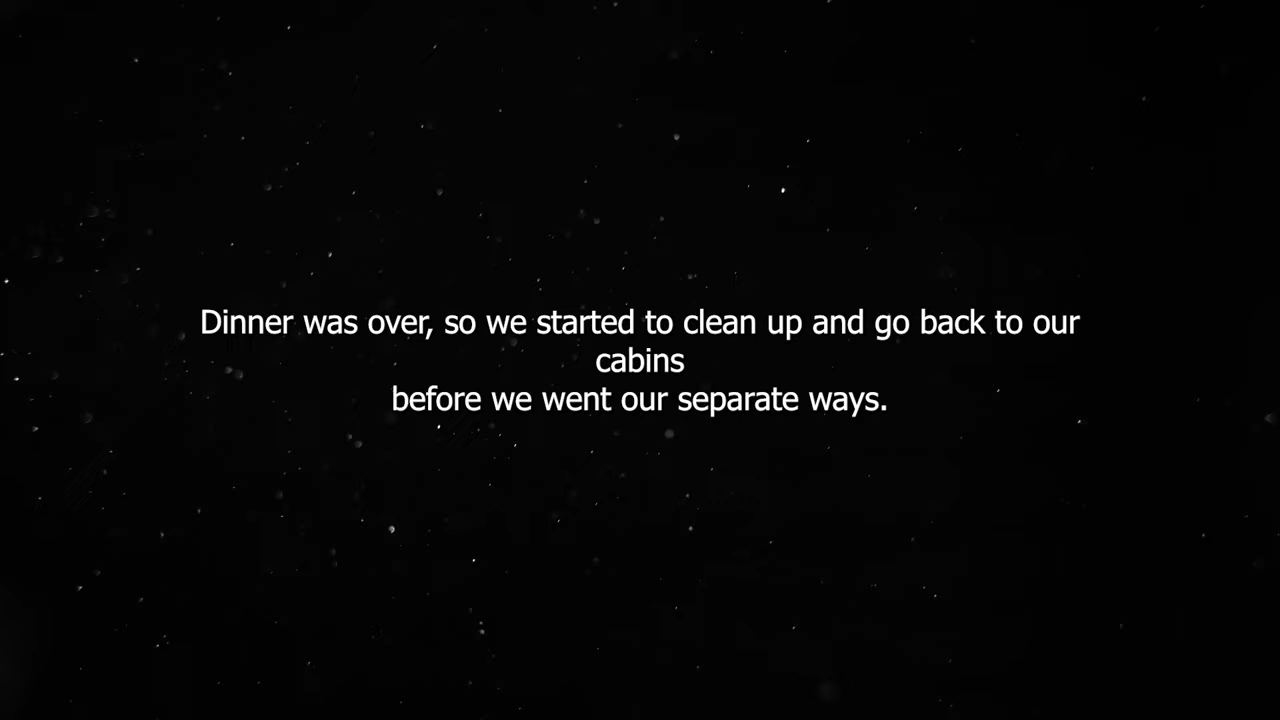 Dinner was over, so we started to clean up and go back to our
cabins
before we went our separate ways.